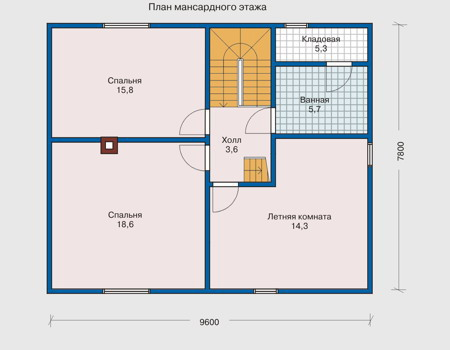 План мансардного этажа
Кладовая
5.3
Спальня
15,8
Ванная
5,7
Холл
3,6
7800
Спальня
18,6
Летняя комната
14,3
9600